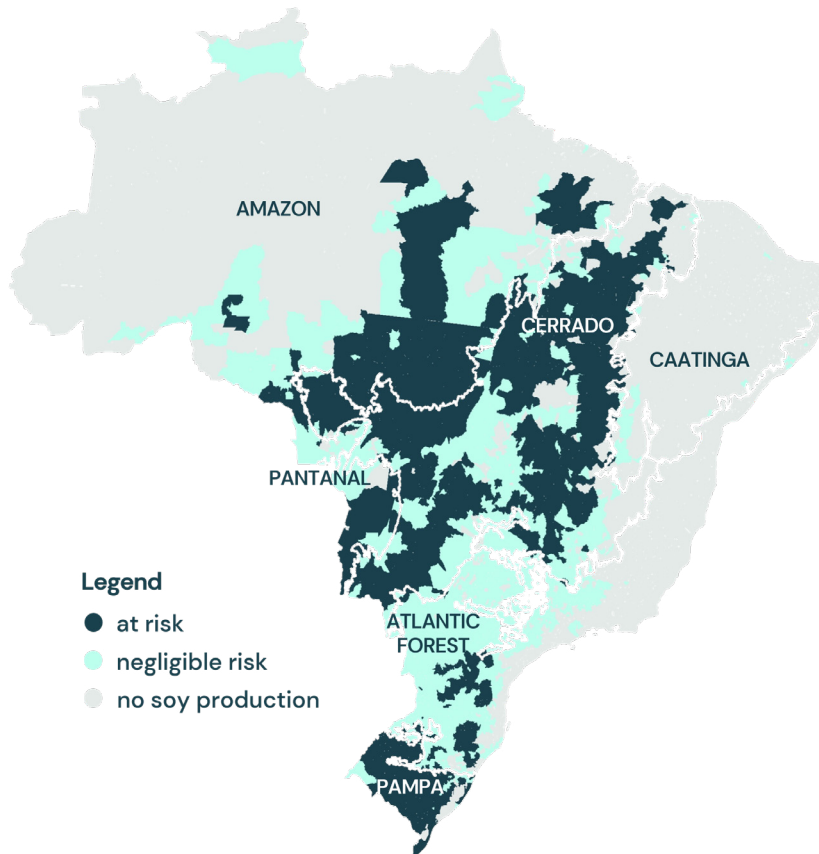 AMAZON
CERRADO
CAATINGA
PANTANAL
Legend
at risk
ATLANTIC
FOREST
negligible risk
no soy production
PAMPA